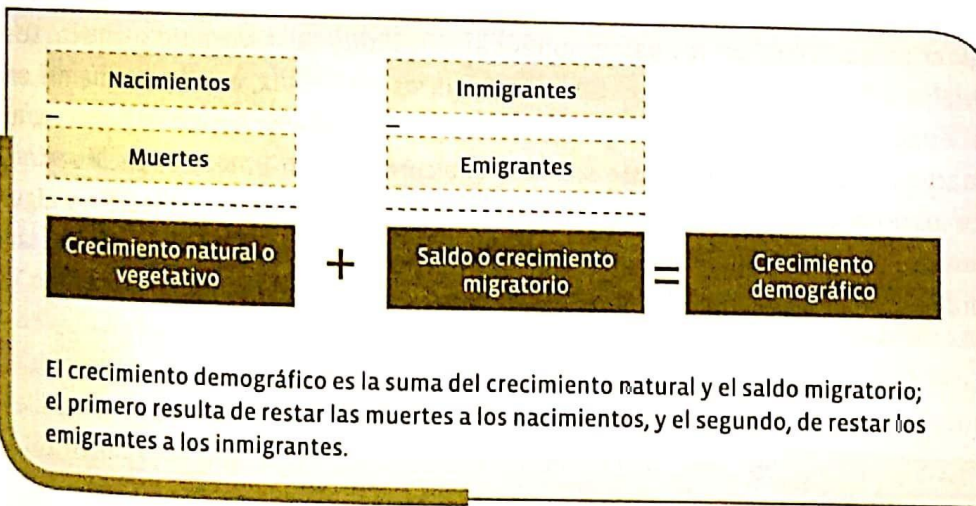 Nacimientos
–
Muertes
Inmigrantes
–
Emigrantes
Crecimiento natural o
vegetativo
+
Saldo o crecimiento
migratorio
=
Crecimiento
demográfico
El crecimiento demográfico es la suma del crecimiento natural y el saldo migratorio;
el primero resulta de restar las muertes a los nacimientos, y el segundo, de restar los
emigrantes a los inmigrantes.